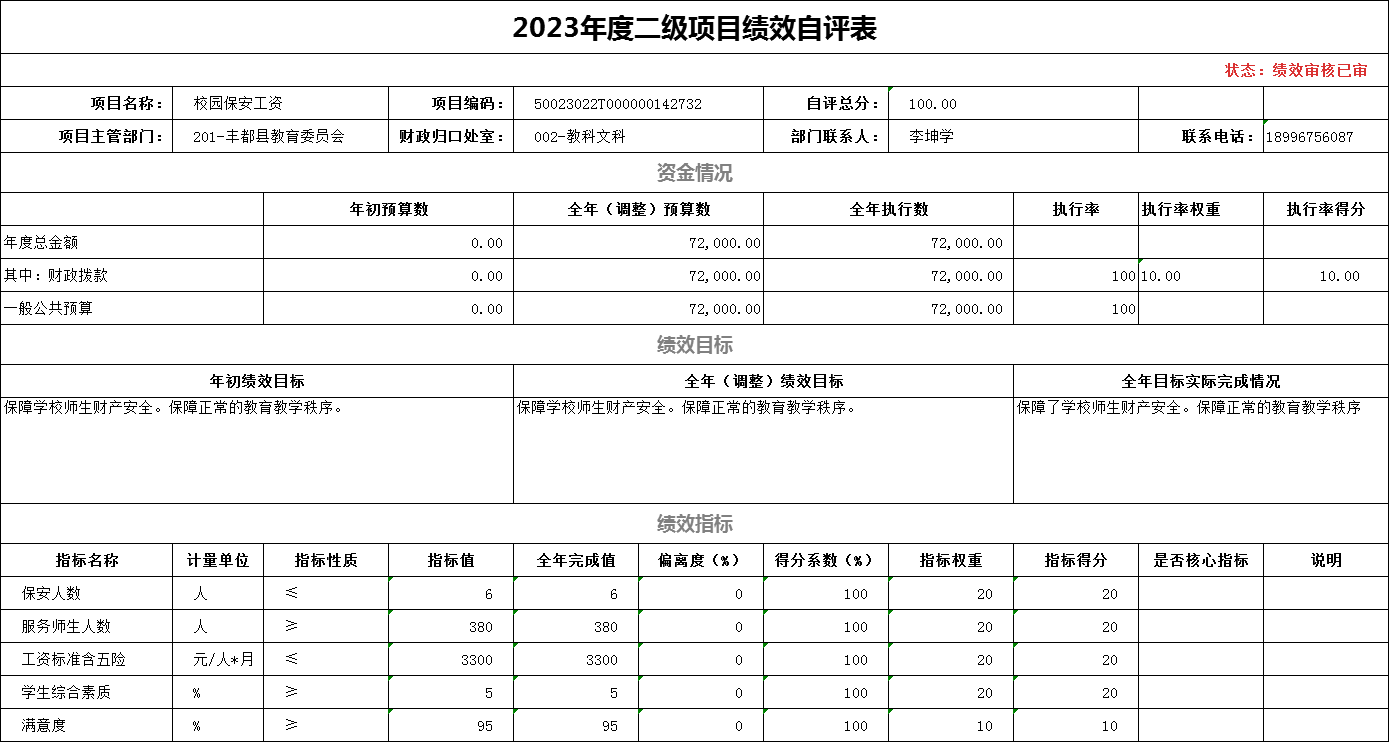 2023年度二级项目绩效自评表
状态：绩效审核已审
项目名称： 校园保安工资 项目编码： 50023022T000000142732 自评总分： 100.00
项目主管部门： 201-丰都县教育委员会 财政归口处室： 002-教科文科 部门联系人： 李坤学 联系电话： 18996756087
资金情况
年初预算数 全年（调整）预算数 全年执行数 执行率 执行率权重 执行率得分
年度总金额 0.00 72,000.00 72,000.00
其中：财政拨款 0.00 72,000.00 72,000.00 100 10.00 10.00
一般公共预算 0.00 72,000.00 72,000.00 100
绩效目标
年初绩效目标 全年（调整）绩效目标 全年目标实际完成情况
保障学校师生财产安全。保障正常的教育教学秩序。 保障学校师生财产安全。保障正常的教育教学秩序。 保障了学校师生财产安全。保障正常的教育教学秩序
绩效指标
指标名称 计量单位 指标性质 指标值 全年完成值 偏离度（%） 得分系数（%） 指标权重 指标得分 是否核心指标 说明
保安人数 人 ≤ 6 6 0 100 20 20
服务师生人数 人 ≥ 380 380 0 100 20 20
工资标准含五险 元/人*月 ≤ 3300 3300 0 100 20 20
学生综合素质 % ≥ 5 5 0 100 20 20
满意度 % ≥ 95 95 0 100 10 10